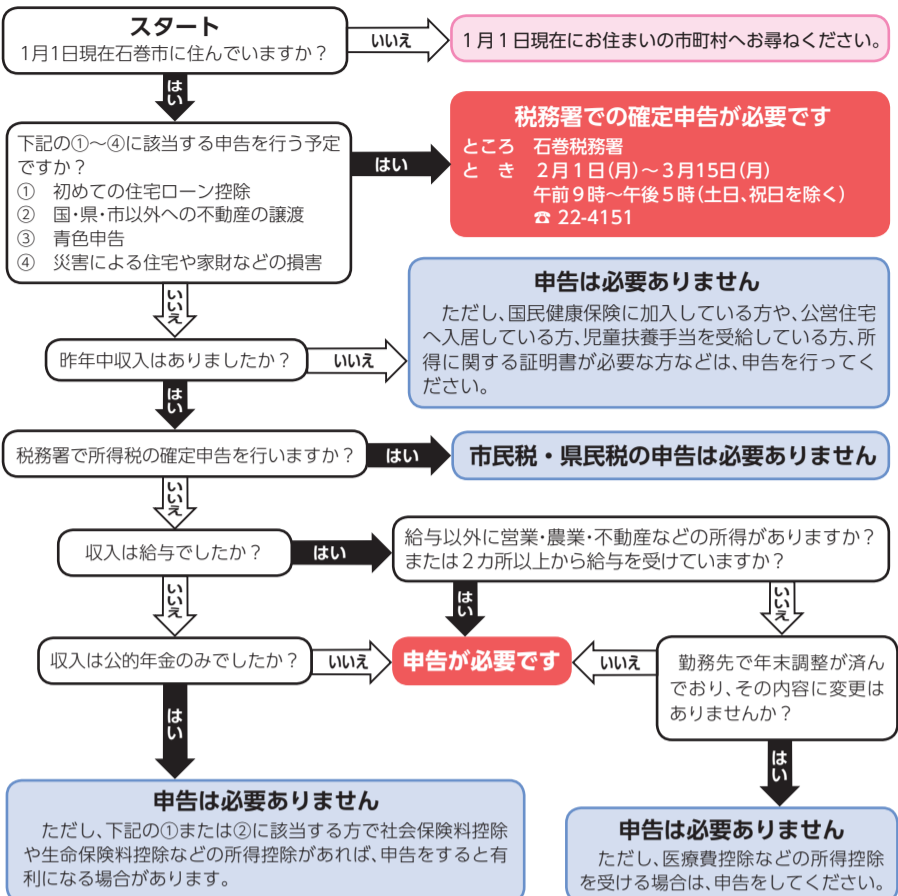 スタート
1月1日現在石巻市に住んでいますか？
いいえ
1月1日現在にお住まいの市町村へお尋ねください。
はい
下記の①～④に該当する申告を行う予定
ですか？
① 初めての住宅ローン控除
② 国・県・市以外への不動産の譲渡
③ 青色申告
④ 災害による住宅や家財などの損害
はい
税務署での確定申告が必要です
ところ 石巻税務署
と き 2月1日(月)～3月15日(月)
午前9時～午後5時(土日、祝日を除く)
☎ 22-4151
いいえ
昨年中収入はありましたか？
いいえ
申告は必要ありません
ただし、国民健康保険に加入している方や、公営住宅
へ入居している方、児童扶養手当を受給している方、所
得に関する証明書が必要な方などは、申告を行ってく
ださい。
はい
税務署で所得税の確定申告を行いますか？
はい
市民税・県民税の申告は必要ありません
いいえ
収入は給与でしたか？
はい
給与以外に営業・農業・不動産などの所得がありますか？
または2カ所以上から給与を受けていますか？
いいえ
はい
いいえ
収入は公的年金のみでしたか？
いいえ
申告が必要です
いいえ
勤務先で年末調整が済ん
でおり、その内容に変更は
ありませんか？
はい
はい
申告は必要ありません
ただし、下記の①または②に該当する方で社会保険料控除
や生命保険料控除などの所得控除があれば、申告をすると有
利になる場合があります。
申告は必要ありません
ただし、医療費控除などの所得控除
を受ける場合は、申告をしてください。